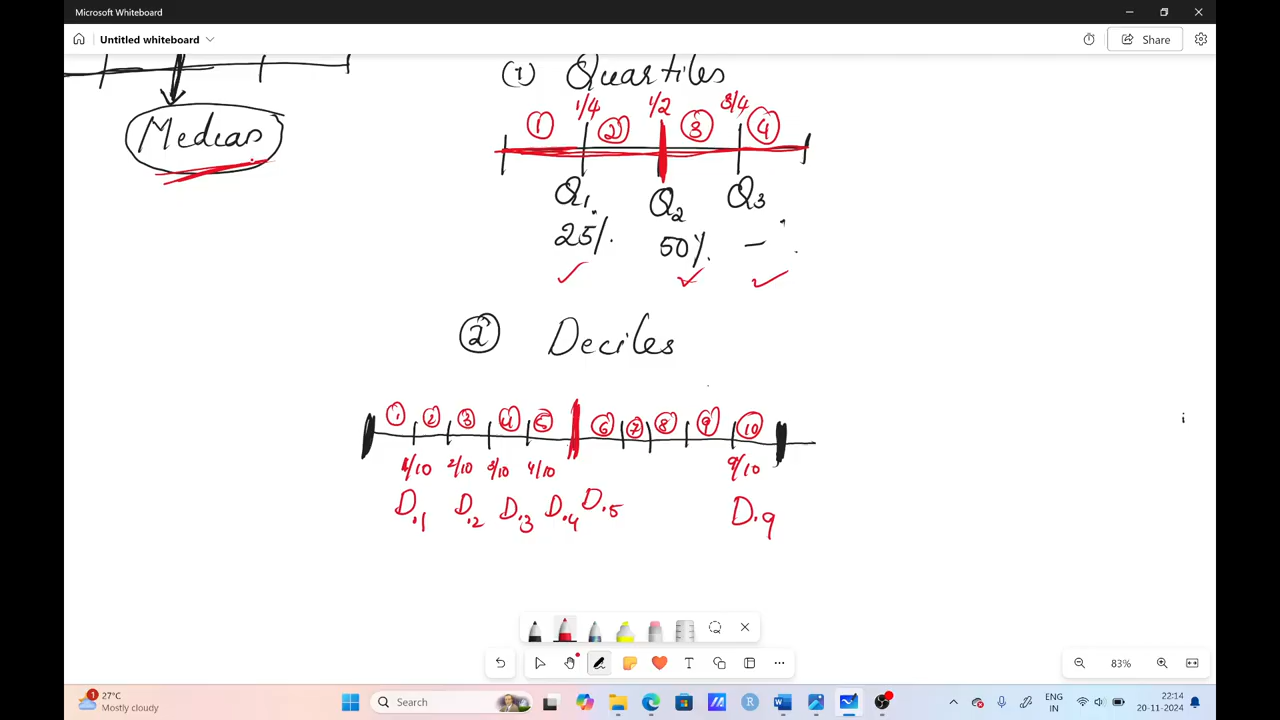 Microsoft Whiteboard
Untitled whiteboard
Share
(1) Quartiles
1/4 1/2 3/4
1 2 3 4
Median
Q1 Q2 Q3
25% 50% —
2 Deciles
1 2 3 4 5 6 7 8 9 10
1/10 2/10 3/10 4/10 9/10
D.1 D.2 D.3 D.4 D.5 D.9
i
83%
1
27°C
Mostly cloudy
Search
ENG
IN
22:14
20-11-2024